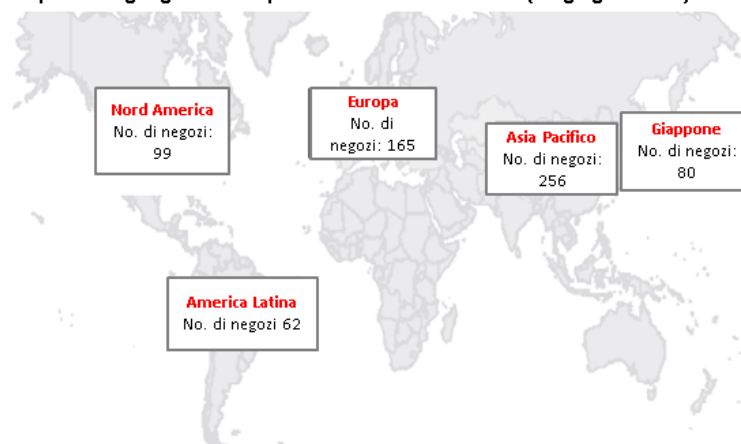 Nord America
No. di negozi:
99
Europa
No. di
negozi: 165
Asia Pacifico
No. di negozi:
256
Giappone
No. di negozi:
80
America Latina
No. di negozi 62